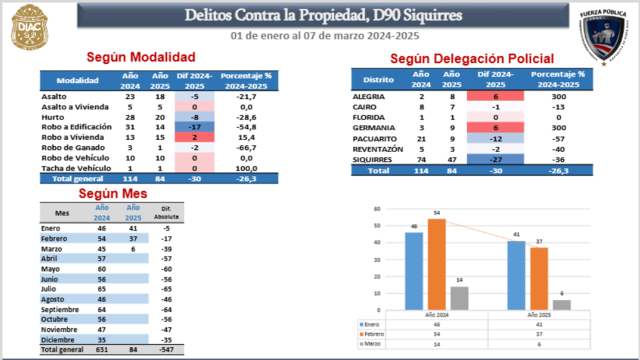 Delitos Contra la Propiedad, D90 Siquirres
01 de enero al 07 de marzo 2024-2025
DIAC
FUERZA PÚBLICA
Según Modalidad
Modalidad Año 2024 Año 2025 Dif 2024-2025 Porcentaje % 2024-2025
Asalto 23 18 -5 -21,7
Asalto a Vivienda 5 5 0 0,0
Hurto 28 20 -8 -28,6
Robo a Edificación 31 14 -17 -54,8
Robo a Vivienda 13 15 2 15,4
Robo de Ganado 3 1 -2 -66,7
Robo de Vehículo 10 10 0 0,0
Tacha de Vehículo 1 1 0 100,0
Total general 114 84 -30 -26,3
Según Delegación Policial
Distrito Año 2024 Año 2025 Dif 2024-2025 Porcentaje % 2024-2025
ALEGRIA 2 8 6 300
CAIRO 8 7 -1 -13
FLORIDA 1 1 0 0
GERMANIA 3 9 6 300
PACUARITO 21 9 -12 -57
REVENTAZÓN 5 3 -2 -40
SIQUIRRES 74 47 -27 -36
Total 114 84 -30 -26,3
Según Mes
Mes Año 2024 Año 2025 Dif. Absoluta
Enero 46 41 -5
Febrero 54 37 -17
Marzo 45 6 -39
Abril 57 -57
Mayo 60 -60
Junio 56 -56
Julio 65 -65
Agosto 46 -46
Setiembre 64 -64
Octubre 56 -56
Noviembre 47 -47
Diciembre 35 -35
Total general 631 84 -547
60
50
40
30
20
10
0
46
54
14
41
37
6
Año 2024 Año 2025
Enero 46 41
Febrero 54 37
Marzo 14 6